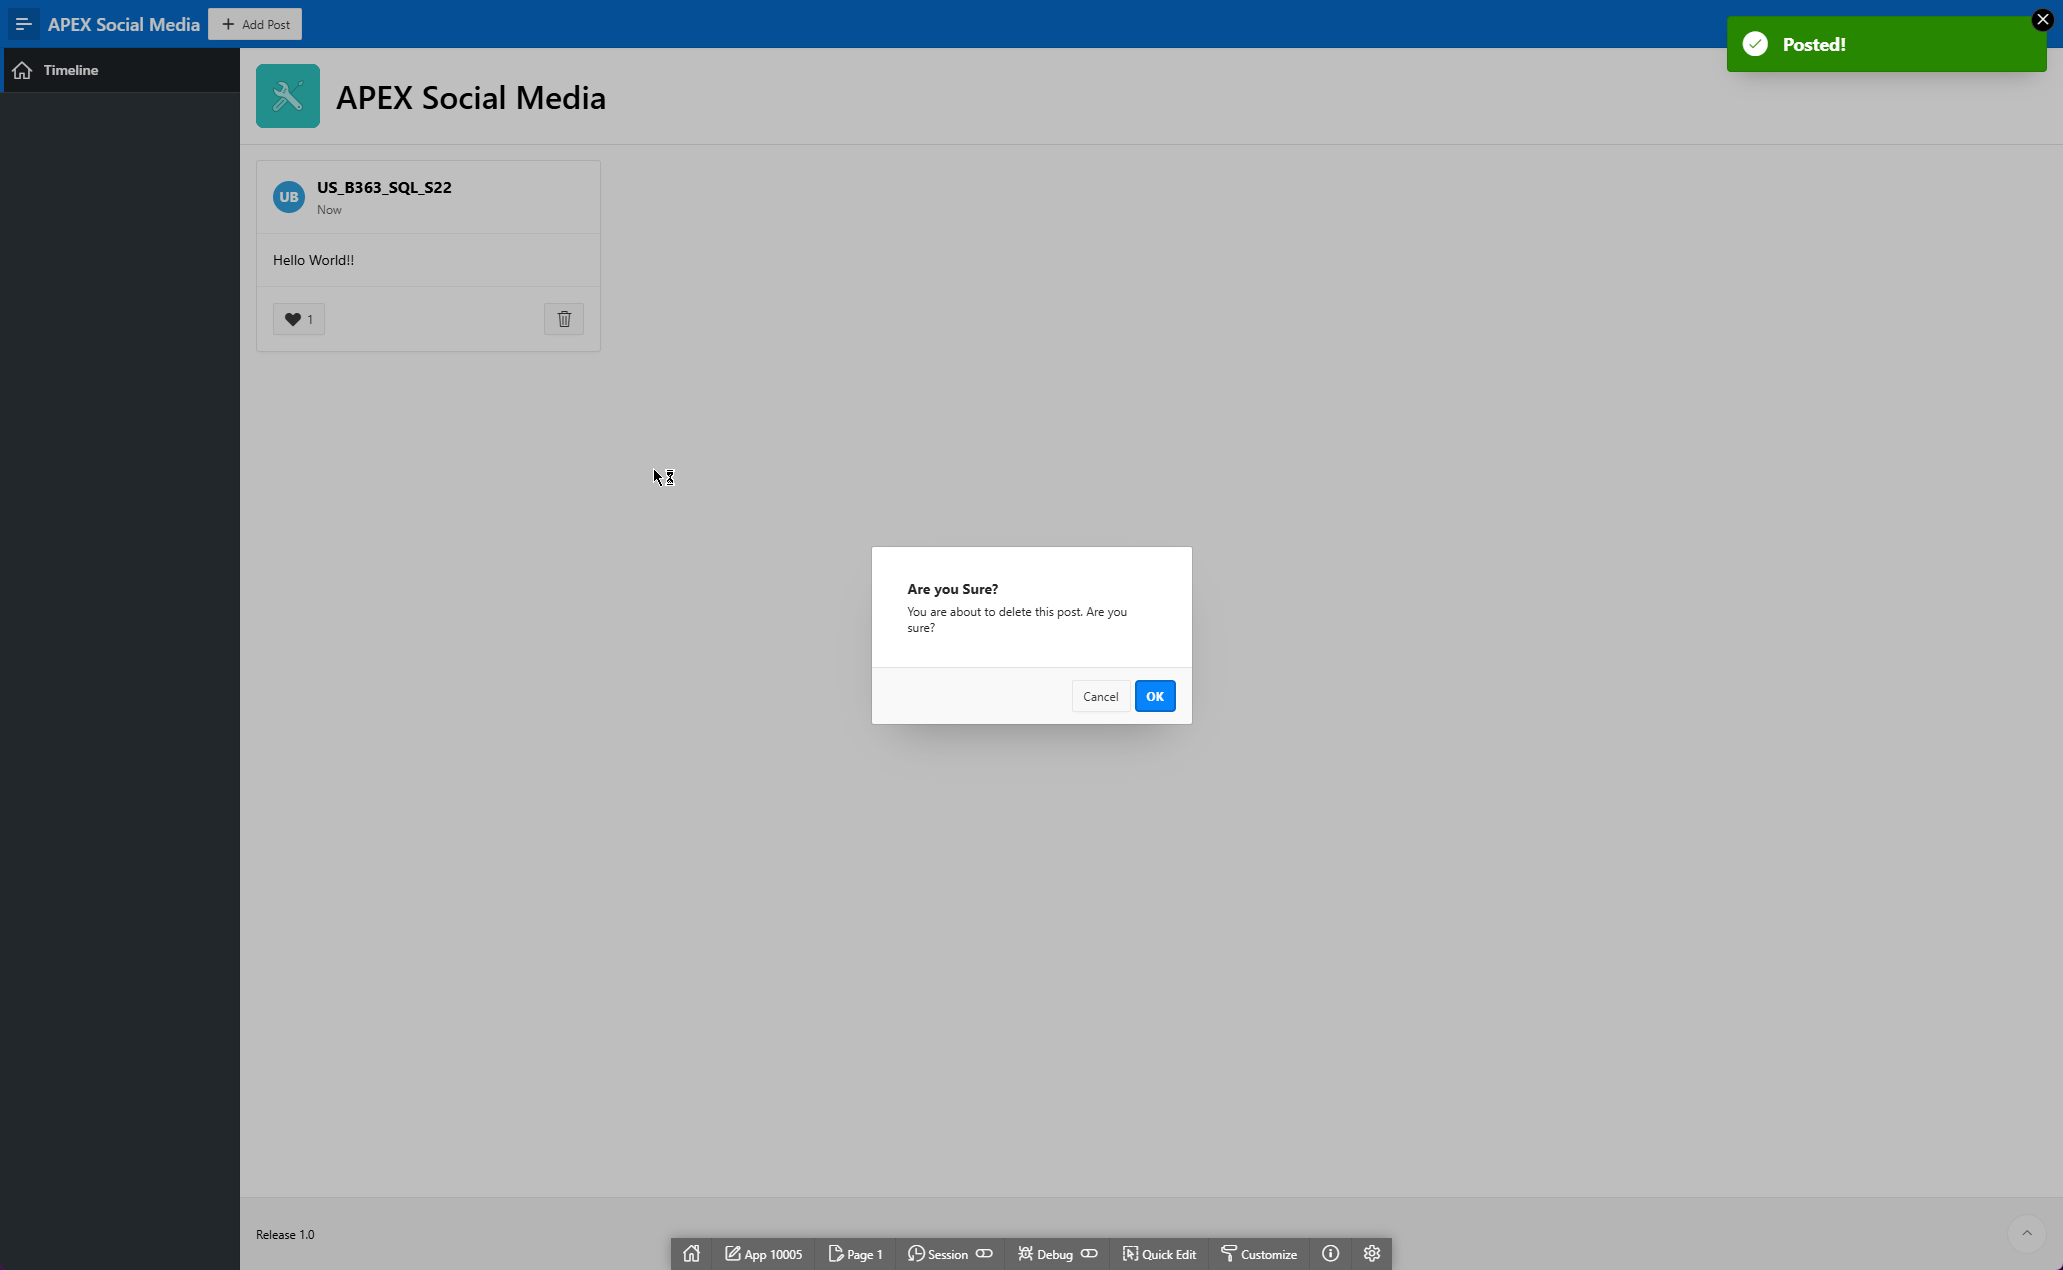 APEX Social Media
Add Post
Posted!
Timeline
APEX Social Media
UB
US_B363_SQL_S22
Now
Hello World!!
1
Are you Sure?
You are about to delete this post. Are you
sure?
Cancel
OK
Release 1.0
App 10005
Page 1
Session
Debug
Quick Edit
Customize